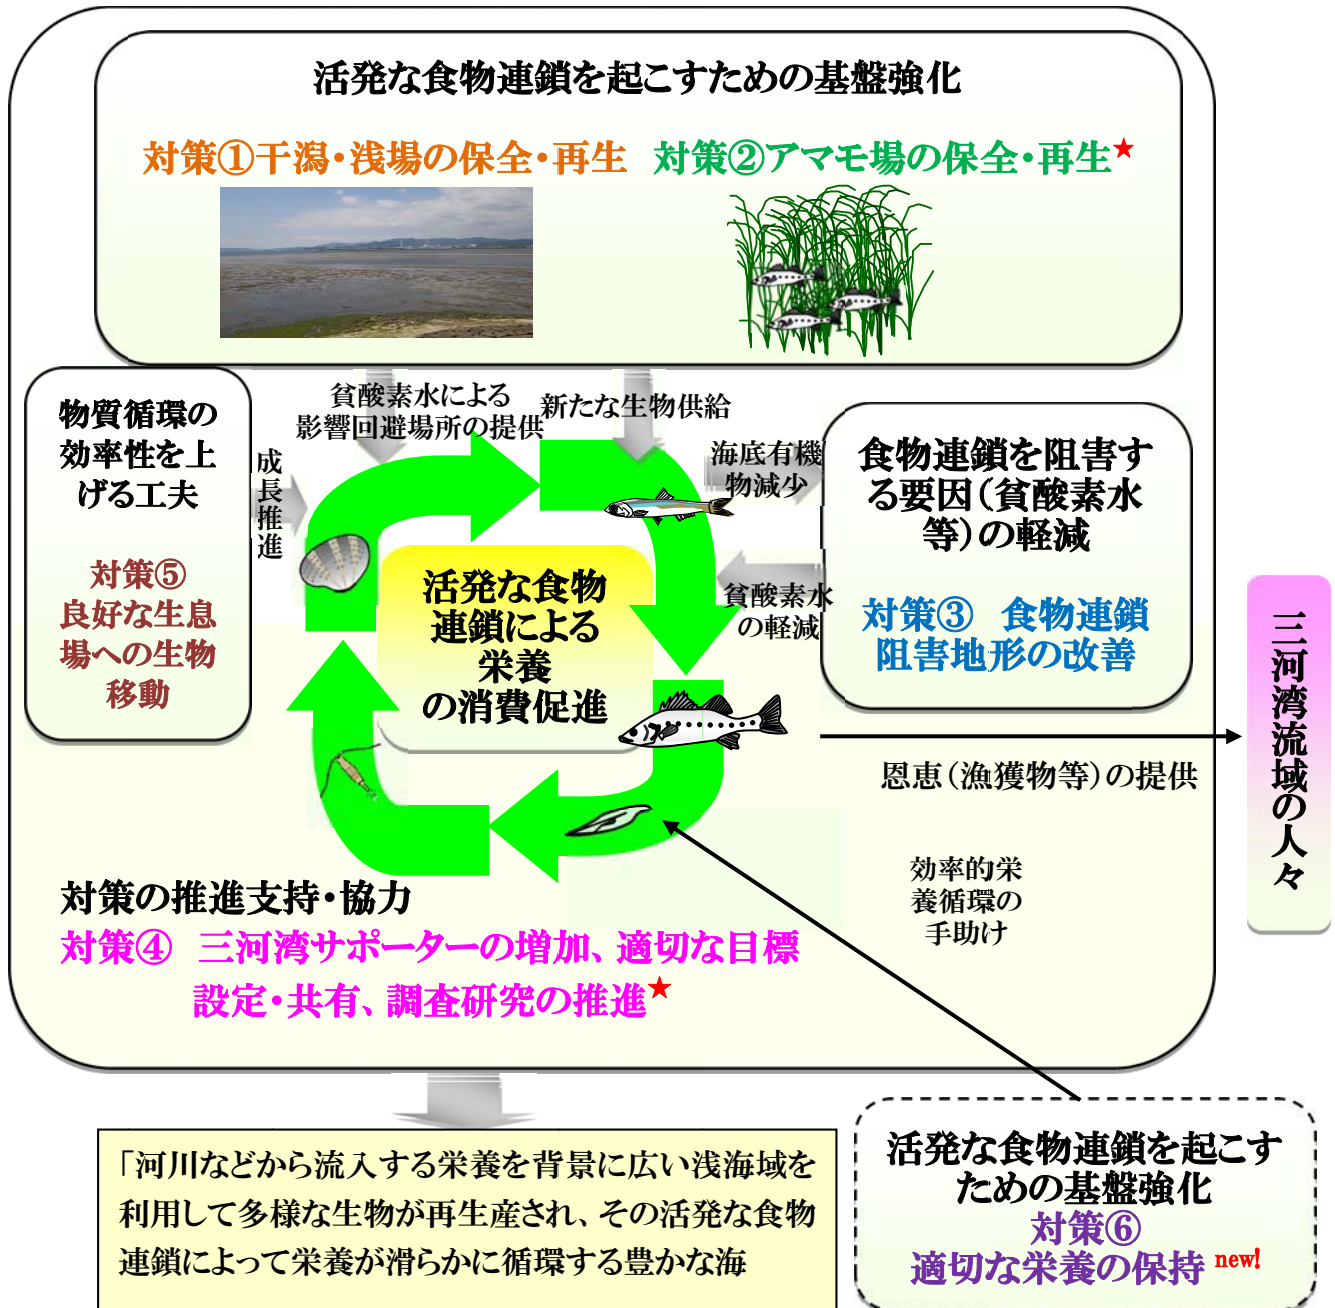 活発な食物連鎖を起こすための基盤強化
対策①干潟・浅場の保全・再生
対策②アマモ場の保全・再生★
物質循環の
効率性を上
げる工夫
対策⑤
良好な生息
場への生物
移動
成長推進
貧酸素水による
影響回避場所の提供
新たな生物供給
海底有機
物減少
食物連鎖を阻害す
る要因（貧酸素水
等）の軽減
対策③　食物連鎖
阻害地形の改善
貧酸素水
の軽減
活発な食物
連鎖による
栄養
の消費促進
三河湾流域の人々
恩恵（漁獲物等）の提供
効率的栄
養循環の
手助け
対策の推進支持・協力
対策④　三河湾サポーターの増加、適切な目標
設定・共有、調査研究の推進★
「河川などから流入する栄養を背景に広い浅海域を
利用して多様な生物が再生産され、その活発な食物
連鎖によって栄養が滑らかに循環する豊かな海
活発な食物連鎖を起こす
ための基盤強化
対策⑥
適切な栄養の保持 new!